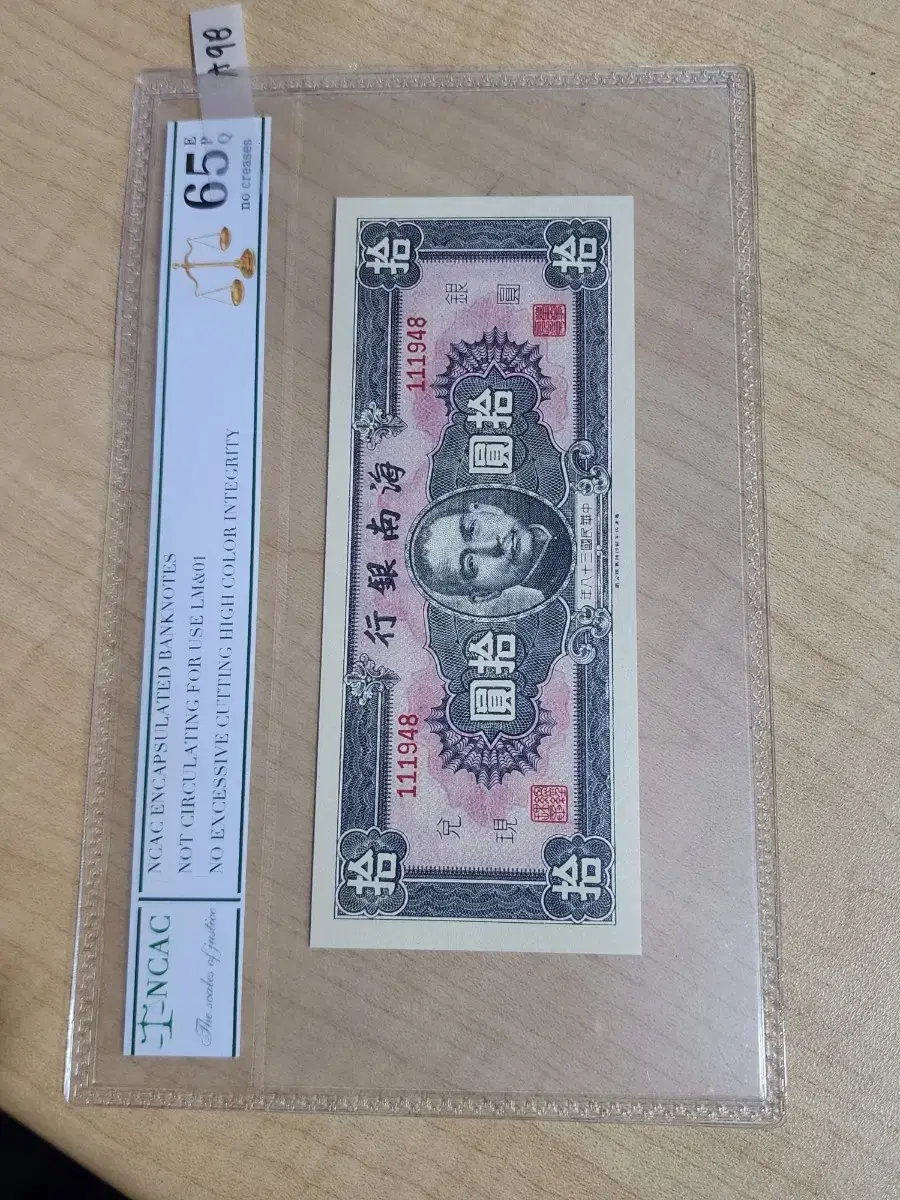 A98
NCAC
The scales of justice
NCAC ENCAPSULATED BANKNOTES
NOT CIRCULATING FOR USE LM&01
NO EXCESSIVE CUTTING HIGH COLOR INTEGRITY
65
EPQ
no creases
拾
拾
海南銀行
111948
111948
銀圓
兌現
拾圓
拾圓
中華民國三十八年
拾
拾